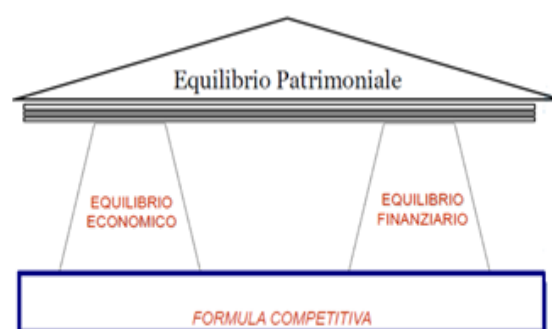 Equilibrio Patrimoniale
EQUILIBRIO
ECONOMICO
EQUILIBRIO
FINANZIARIO
FORMULA COMPETITIVA